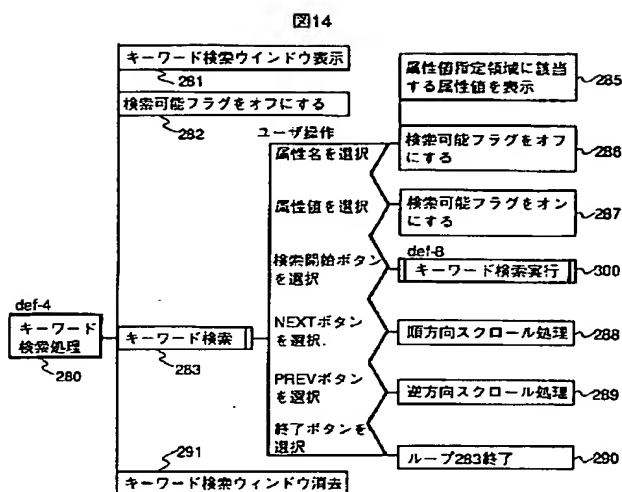 図14
キーワード検索ウインドウ表示
281
検索可能フラグをオフにする
282
def-4
キーワード
検索処理
280
キーワード検索
283
291
キーワード検索ウィンドウ消去
ユーザ操作
属性名を選択
属性値指定領域に該当
する属性値を表示
285
検索可能フラグをオフ
にする
286
属性値を選択
検索可能フラグをオン
にする
287
検索開始ボタン
を選択
def-8
キーワード検索実行
300
NEXTボタン
を選択.
順方向スクロール処理
288
PREVボタン
を選択
逆方向スクロール処理
289
終了ボタンを
選択
ループ283終了
290